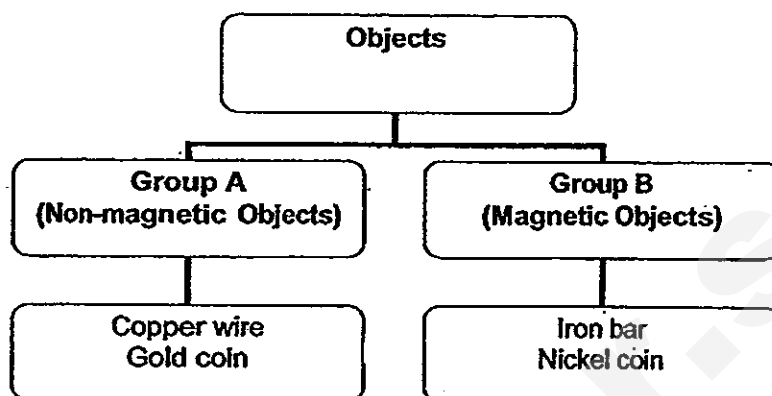 Objects
Group A
(Non-magnetic Objects)
Group B
(Magnetic Objects)
Copper wire
Gold coin
Iron bar
Nickel coin